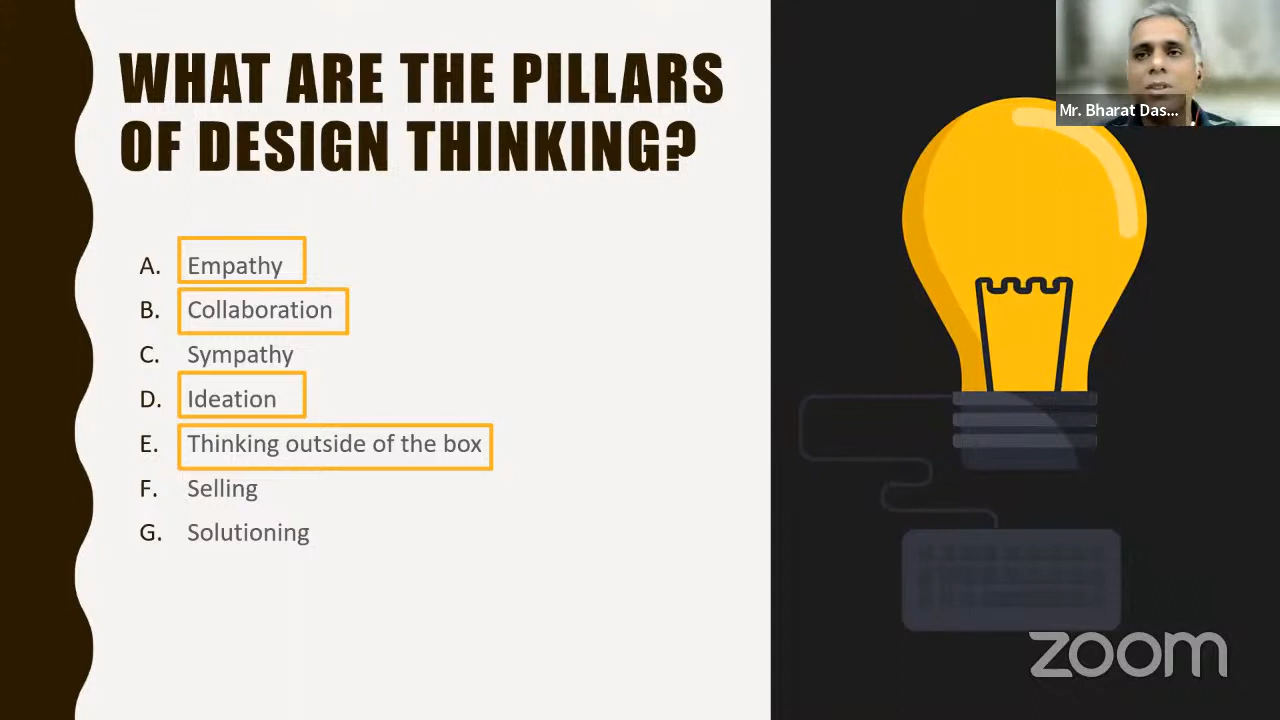 WHAT ARE THE PILLARS
OF DESIGN THINKING?
Mr. Bharat Das...
A. Empathy
B. Collaboration
C. Sympathy
D. Ideation
E. Thinking outside of the box
F. Selling
G. Solutioning
zoom